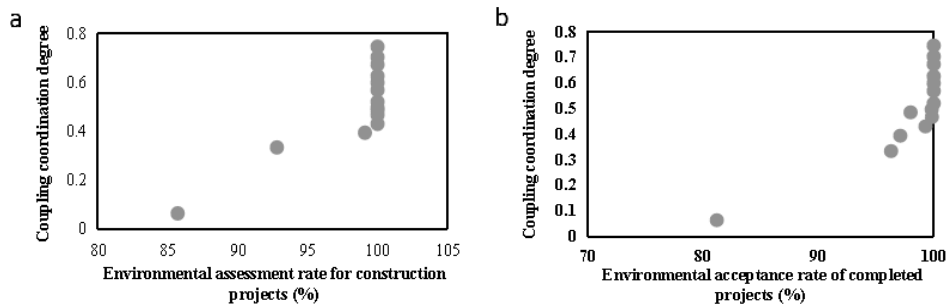 a
Coupling coordination degree
0.8
0.6
0.4
0.2
0
80 85 90 95 100 105
Environmental assessment rate for construction
projects (%)
b
Coupling coordination degree
0.8
0.7
0.6
0.5
0.4
0.3
0.2
0.1
0
70 80 90 100
Environmental acceptance rate of completed
projects (%)